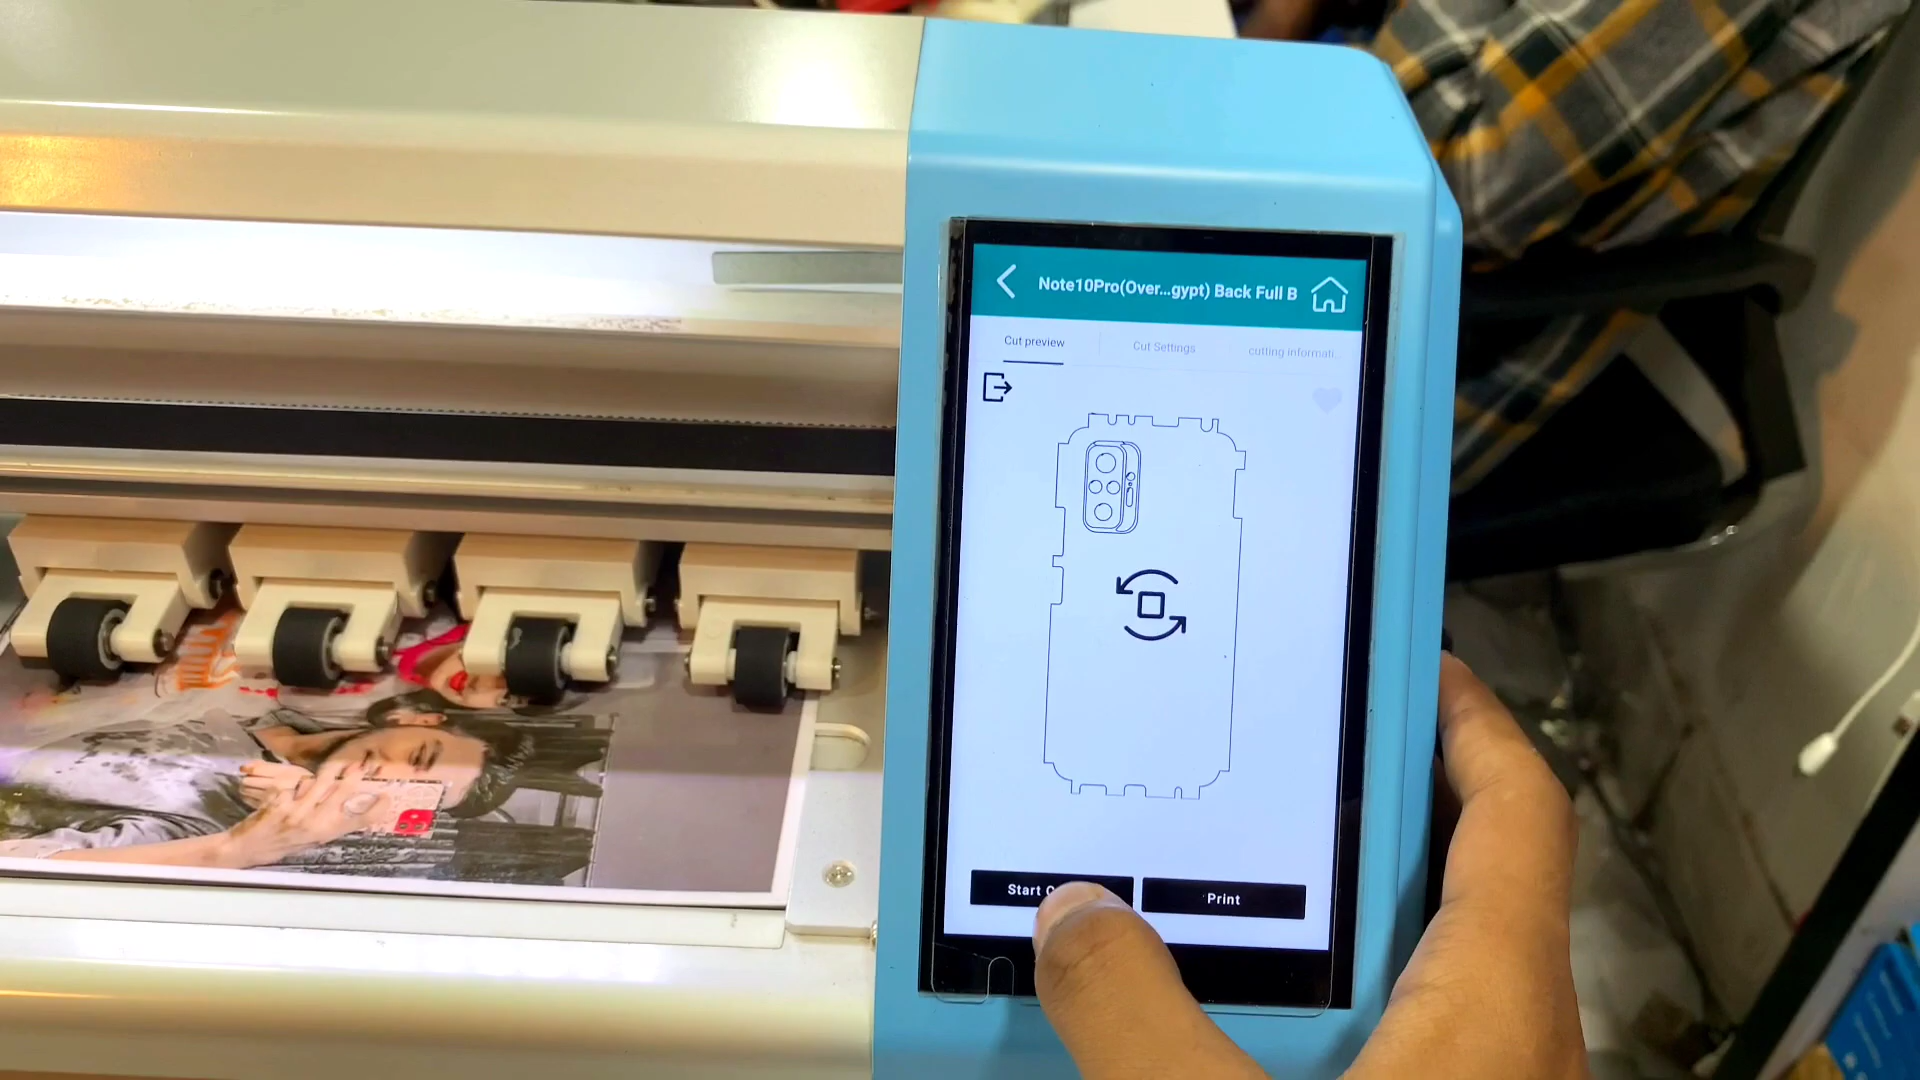 Note10Pro(Over...gypt) Back Full B
Cut preview
Cut Settings
cutting informati...
Start
Print